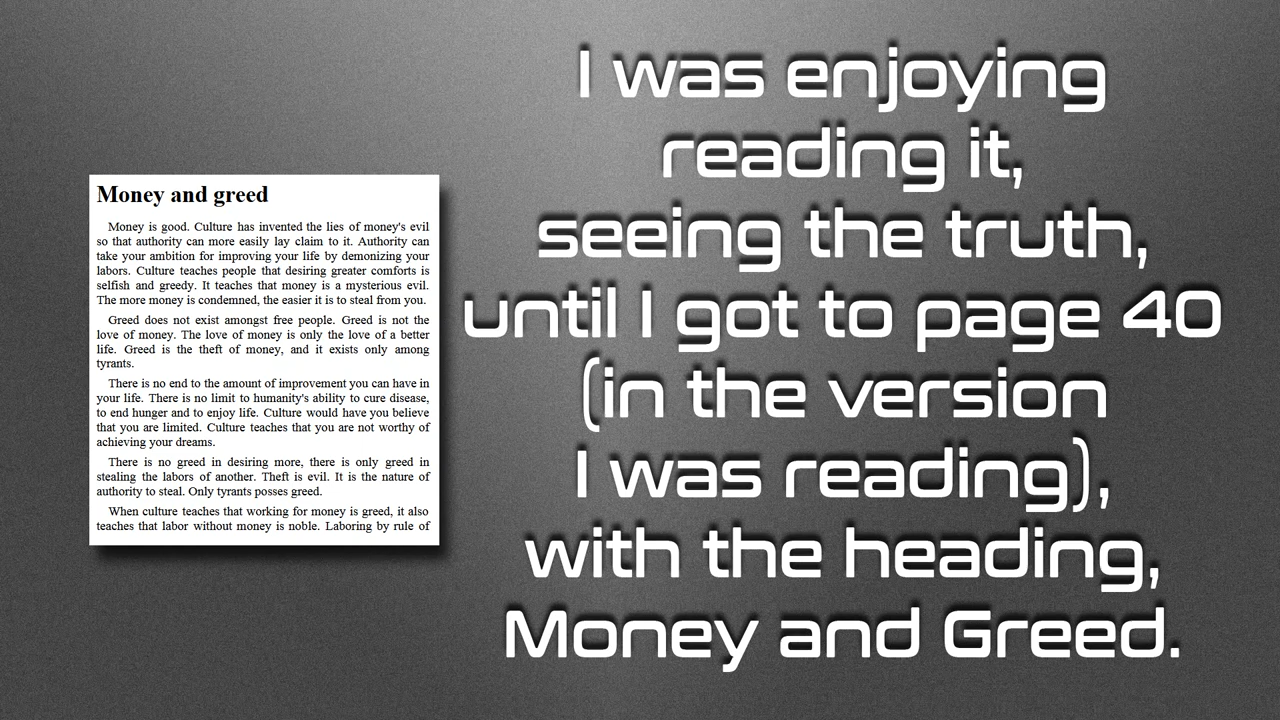 Money and greed
Money is good. Culture has invented the lies of money's evil
so that authority can more easily lay claim to it. Authority can
take your ambition for improving your life by demonizing your
labors. Culture teaches people that desiring greater comforts is
selfish and greedy. It teaches that money is a mysterious evil.
The more money is condemned, the easier it is to steal from you.
Greed does not exist amongst free people. Greed is not the
love of money. The love of money is only the love of a better
life. Greed is the theft of money, and it exists only among
tyrants.
There is no end to the amount of improvement you can have in
your life. There is no limit to humanity's ability to cure disease,
to end hunger and to enjoy life. Culture would have you believe
that you are limited. Culture teaches that you are not worthy of
achieving your dreams.
There is no greed in desiring more, there is only greed in
stealing the labors of another. Theft is evil. It is the nature of
authority to steal. Only tyrants posses greed.
When culture teaches that working for money is greed, it also
teaches that labor without money is noble. Laboring by rule of
I was enjoying
reading it,
seeing the truth,
until I got to page 40
(in the version
I was reading),
with the heading,
Money and Greed.